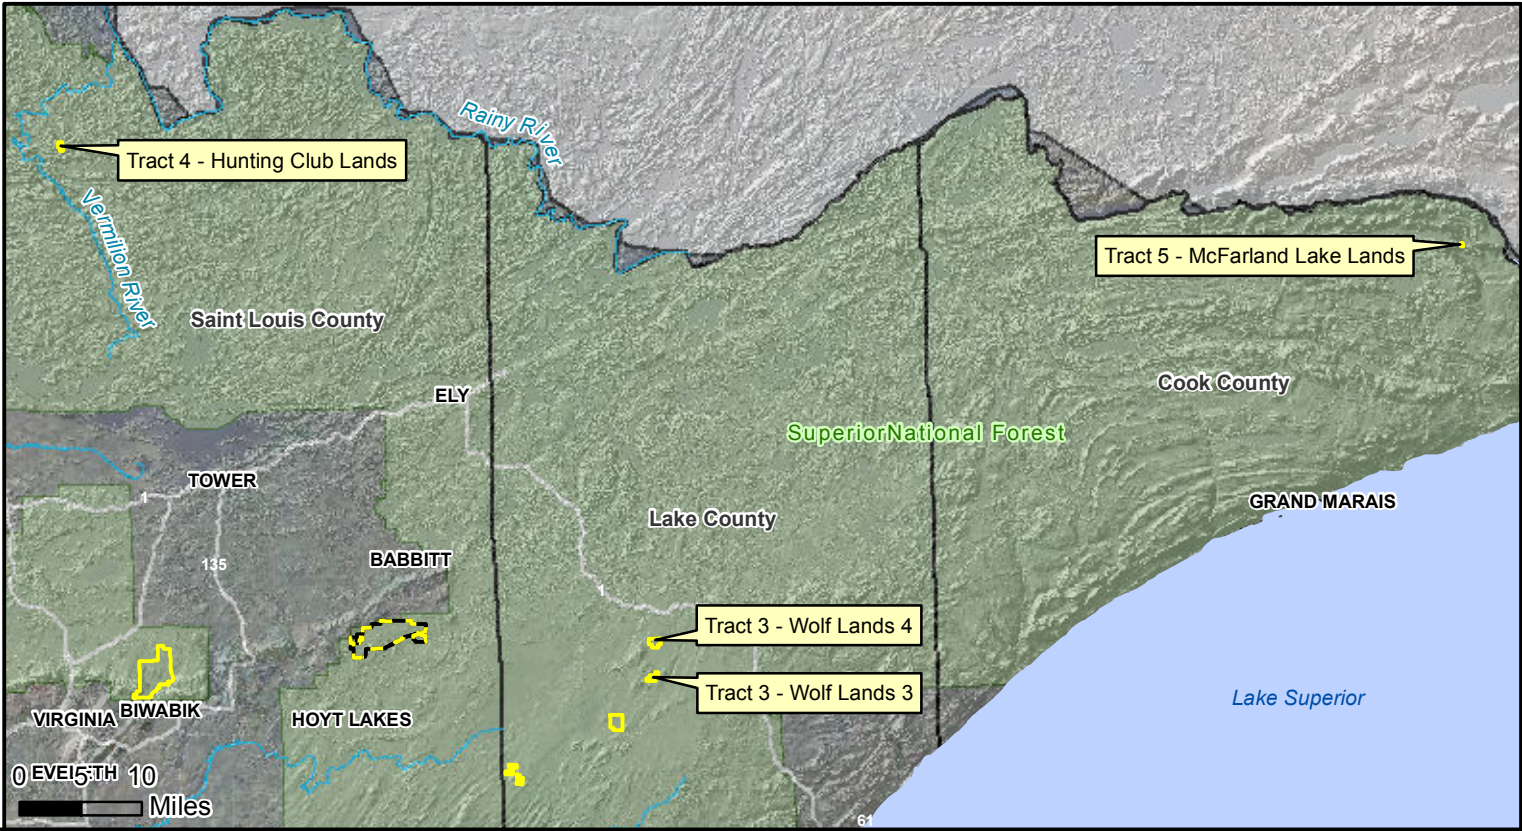 Rainy River
Tract 4 - Hunting Club Lands
Vermilion River
Tract 5 - McFarland Lake Lands
Saint Louis County
Cook County
ELY
SuperiorNational Forest
TOWER
1
GRAND MARAIS
Lake County
BABBITT
135
1
Tract 3 - Wolf Lands 4
Tract 3 - Wolf Lands 3
Lake Superior
BIWABIK
VIRGINIA
HOYT LAKES
EVELETH
0 5 10
Miles
61